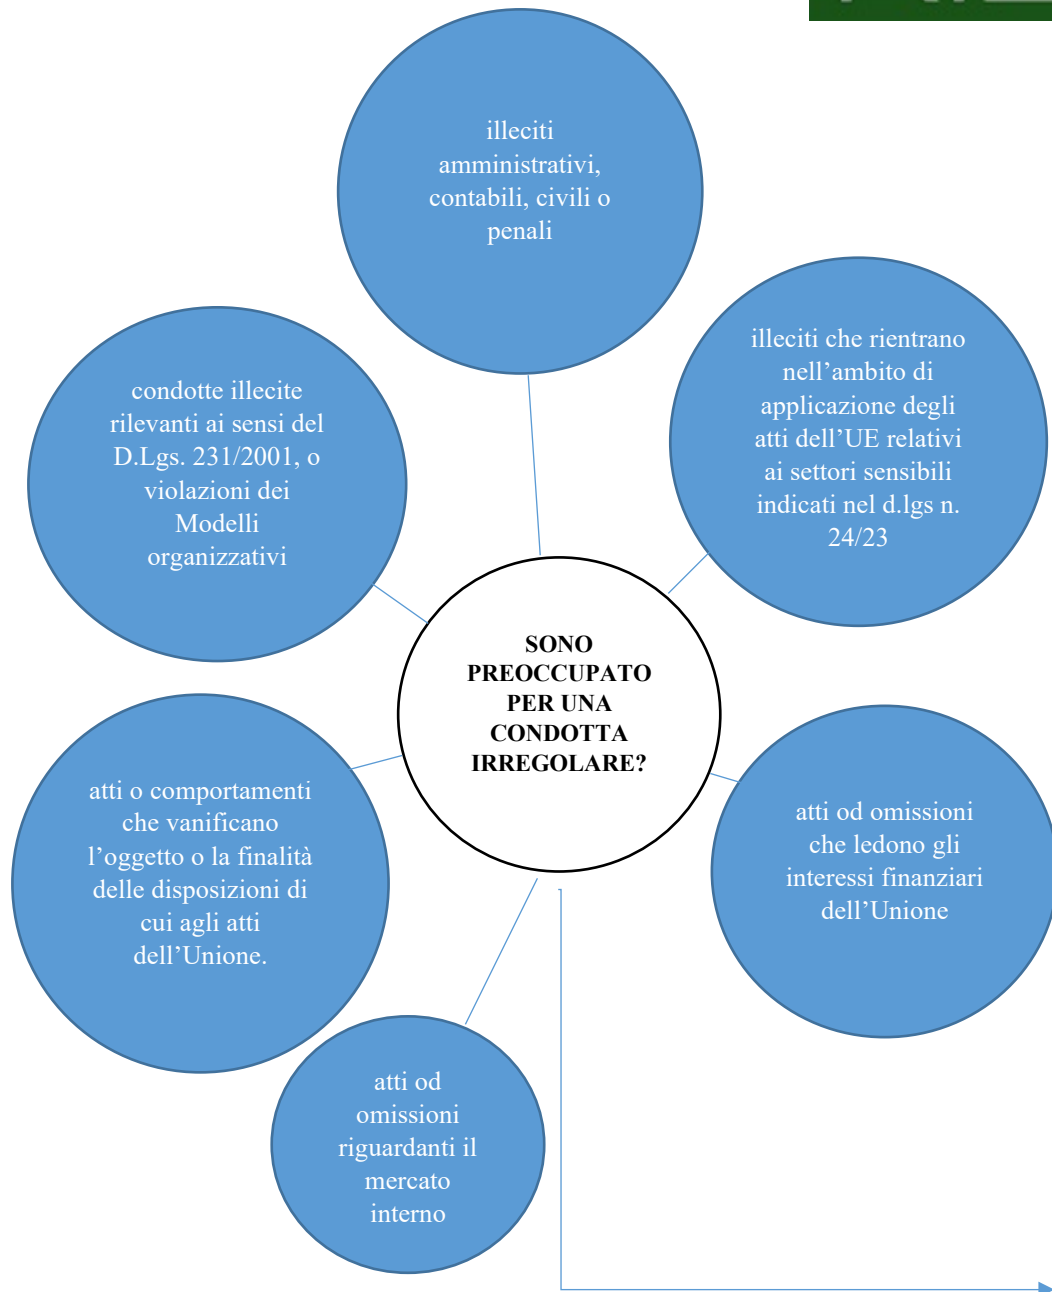 illeciti
amministrativi,
contabili, civili o
penali
illeciti che rientrano
nell’ambito di
applicazione degli
atti dell’UE relativi
ai settori sensibili
indicati nel d.lgs n.
24/23
condotte illecite
rilevanti ai sensi del
D.Lgs. 231/2001, o
violazioni dei
Modelli
organizzativi
SONO
PREOCCUPATO
PER UNA
CONDOTTA
IRREGOLARE?
atti o comportamenti
che vanificano
l’oggetto o la finalità
delle disposizioni di
cui agli atti
dell’Unione.
atti od omissioni
che ledono gli
interessi finanziari
dell’Unione
atti od
omissioni
riguardanti il
mercato
interno